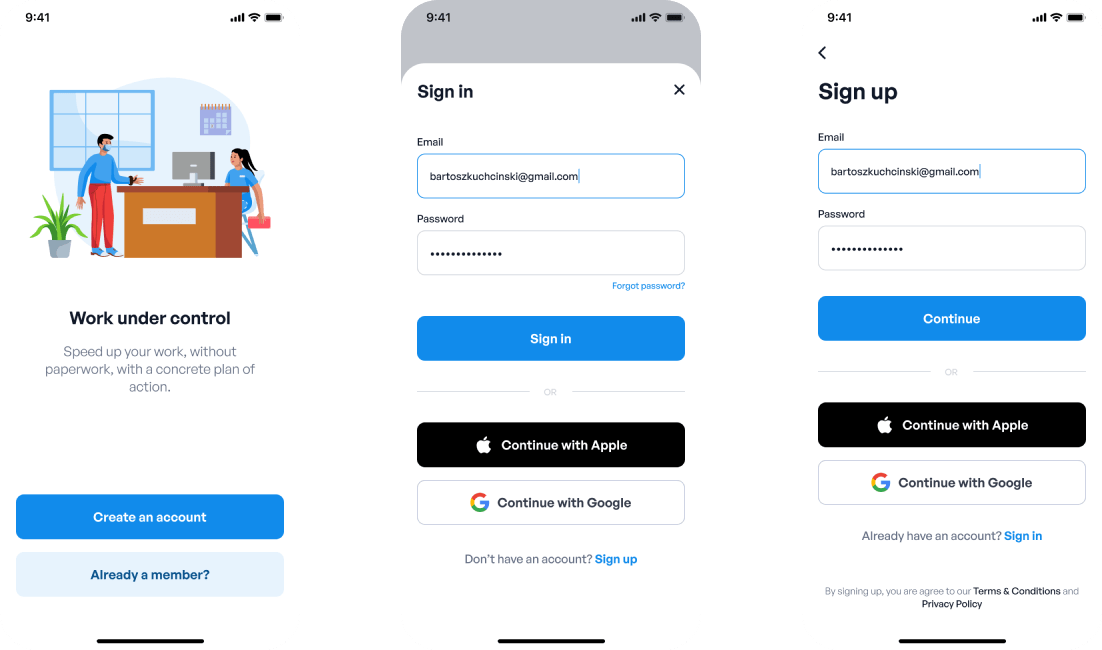 9:41
Work under control
Speed up your work, without
paperwork, with a concrete plan of
action.
Create an account
Already a member?
9:41
Sign in
Email
bartoszkuchcinski@gmail.com
Password
••••••••••••••
Forgot password?
Sign in
OR
Continue with Apple
Continue with Google
Don’t have an account? Sign up
9:41
Sign up
Email
bartoszkuchcinski@gmail.com
Password
••••••••••••••
Continue
OR
Continue with Apple
Continue with Google
Already have an account? Sign in
By signing up, you are agree to our Terms & Conditions and
Privacy Policy